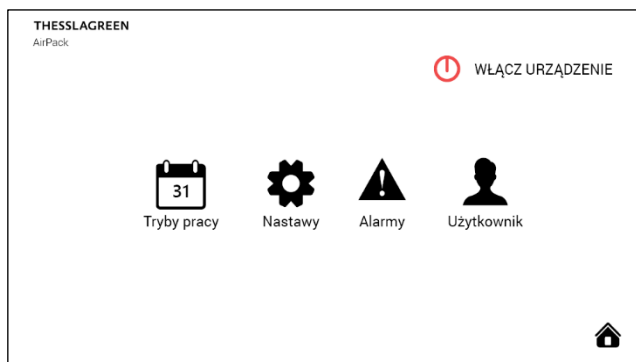 THESSLAGREEN
AirPack
WŁĄCZ URZĄDZENIE
31
Tryby pracy
Nastawy
Alarmy
Użytkownik